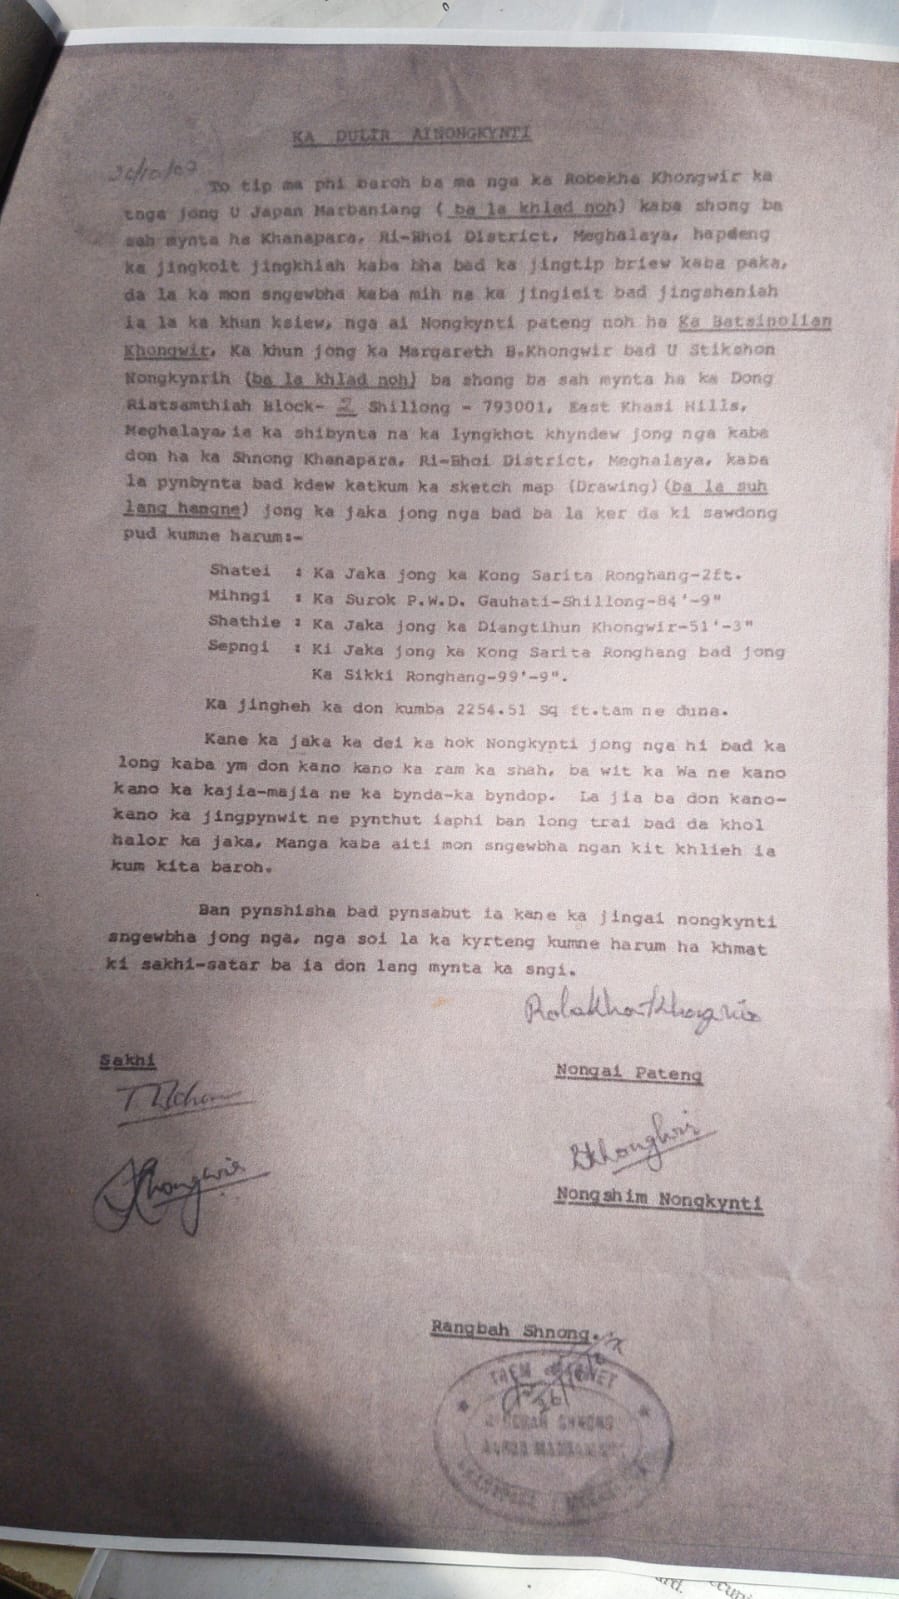 KA DULIR AINONGKYNTI
To tip ma phi baroh ba ma nga ka Robekha Khongwir ka
tnga jong U Japan Marbaniang ( ba la khlad noh) kaba shong ba
sah mynta ha Khanapara, Ri-Bhoi District, Meghalaya, hapdeng
ka jingkoit jingkhiah kaba bha bad ka jingtip briew kaba paka,
da la ka mon sngewbha kaba mih na ka jingieit bad jingshaniah
ia la ka khun ksiew, nga ai Nongkynti pateng noh ha Ka Batsinolian
Khongwir, Ka khun jong ka Margareth B.Khongwir bad U Stikshon
Nongkynrih (ba la khlad noh) ba shong ba sah mynta ha ka Dong
Riatsamthiah Block- 2 Shillong - 793001, East Khasi Hills,
Meghalaya,ia ka shibynta na ka lyngkhot khyndew jong nga kaba
don ha ka Shnong Khanapara, Ri-Bhoi District, Meghalaya, kaba
la pynbynta bad kdew katkum ka sketch map (Drawing)(ba la suh
lang hangne) jong ka jaka jong nga bad ba la ker da ki sawdong
pud kumne harum:-
Shatei : Ka Jaka jong ka Kong Sarita Ronghang-2ft.
Mihngi : Ka Surok P.W.D. Gauhati-Shillong-84'-9"
Shathie : Ka Jaka jong ka Diangtihun Khongwir-51'-3"
Sepngi : Ki Jaka jong ka Kong Sarita Ronghang bad jong
Ka Sikki Ronghang-99'-9".
Ka jingheh ka don kumba 2254.51 Sq ft.tam ne duna.
Kane ka jaka ka dei ka hok Nongkynti jong nga hi bad ka
long kaba ym don kano kano ka ram ka shah, ba wit ka Wa ne kano
kano ka kajia-majia ne ka bynda-ka byndop. La jia ba don kano-
kano ka jingpynwit ne pynthut iaphi ban long trai bad da khol
halor ka jaka, Manga kaba aiti mon sngewbha ngan kit khlieh ia
kum kita baroh.
Ban pynshisha bad pynsabut ia kane ka jingai nongkynti
sngewbha jong nga, nga soi la ka kyrteng kumne harum ha khmat
ki sakhi-satar ba ia don lang mynta ka sngi.
Sakhi
Nongai Pateng
Khongwir
Nongshim Nongkynti
Rangbah Shnong.
SHNONG